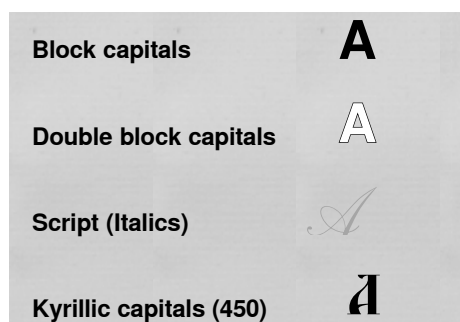 Block capitals A
Double block capitals A
Script (Italics) A
Kyrillic capitals (450) А